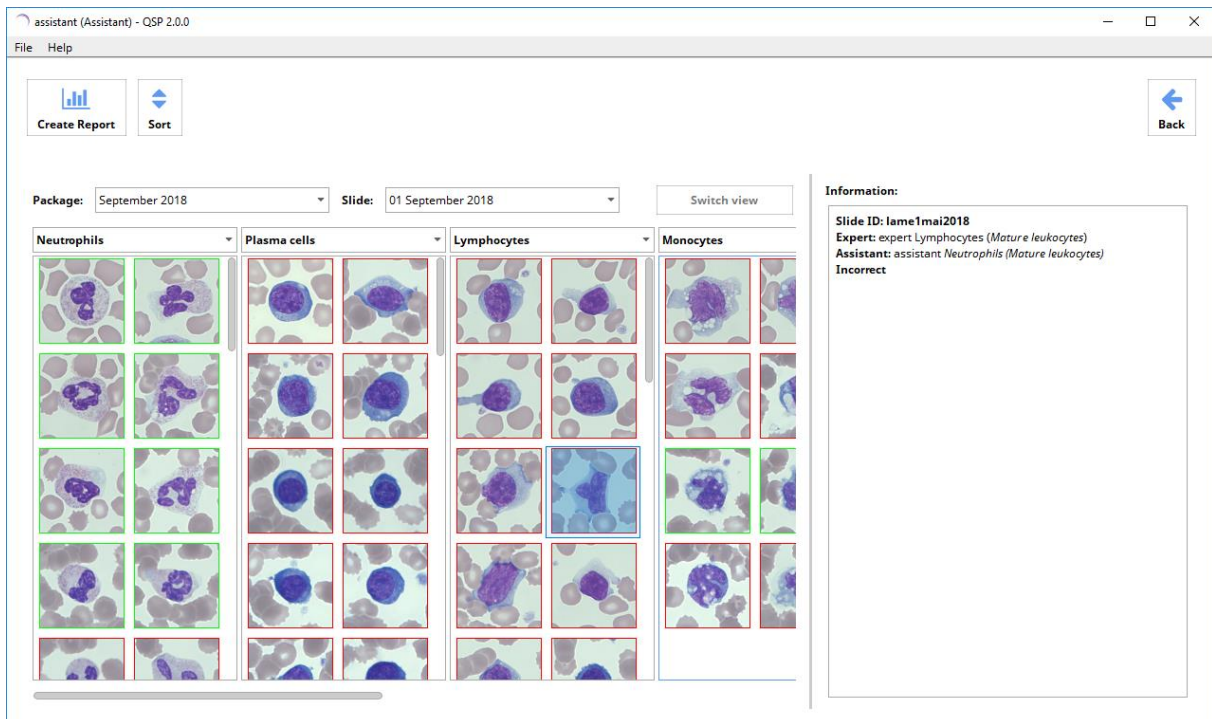 assistant (Assistant) - QSP 2.0.0
File Help
Create Report
Sort
Back
Package: September 2018 Slide: 01 September 2018 Switch view
Neutrophils Plasma cells Lymphocytes Monocytes
Information:
Slide ID: lame1mai2018
Expert: expert Lymphocytes (Mature leukocytes)
Assistant: assistant Neutrophils (Mature leukocytes)
Incorrect